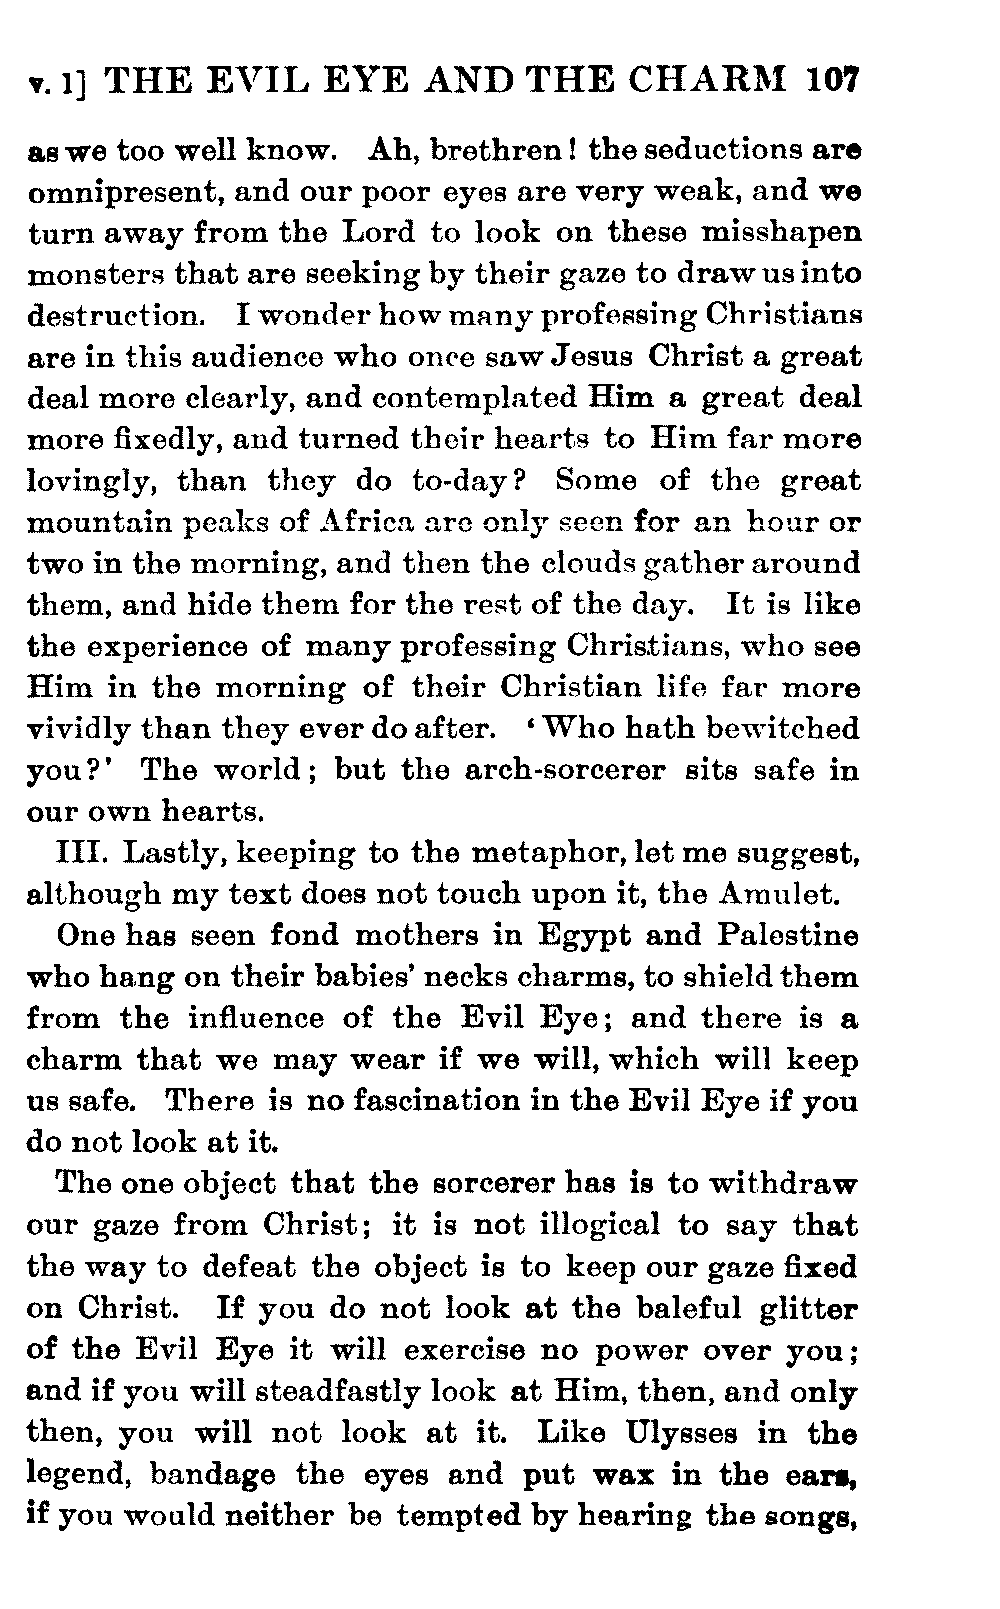 v. 1] THE EVIL EYE AND THE CHARM 107
as we too well know. Ah, brethren! the seductions are
omnipresent, and our poor eyes are very weak, and we
turn away from the Lord to look on these misshapen
monsters that are seeking by their gaze to draw us into
destruction. I wonder how many professing Christians
are in this audience who once saw Jesus Christ a great
deal more clearly, and contemplated Him a great deal
more fixedly, and turned their hearts to Him far more
lovingly, than they do to-day? Some of the great
mountain peaks of Africa are only seen for an hour or
two in the morning, and then the clouds gather around
them, and hide them for the rest of the day. It is like
the experience of many professing Christians, who see
Him in the morning of their Christian life far more
vividly than they ever do after. ‘Who hath bewitched
you?’ The world; but the arch-sorcerer sits safe in
our own hearts.
III. Lastly, keeping to the metaphor, let me suggest,
although my text does not touch upon it, the Amulet.
One has seen fond mothers in Egypt and Palestine
who hang on their babies’ necks charms, to shield them
from the influence of the Evil Eye; and there is a
charm that we may wear if we will, which will keep
us safe. There is no fascination in the Evil Eye if you
do not look at it.
The one object that the sorcerer has is to withdraw
our gaze from Christ; it is not illogical to say that
the way to defeat the object is to keep our gaze fixed
on Christ. If you do not look at the baleful glitter
of the Evil Eye it will exercise no power over you;
and if you will steadfastly look at Him, then, and only
then, you will not look at it. Like Ulysses in the
legend, bandage the eyes and put wax in the ears,
if you would neither be tempted by hearing the songs,